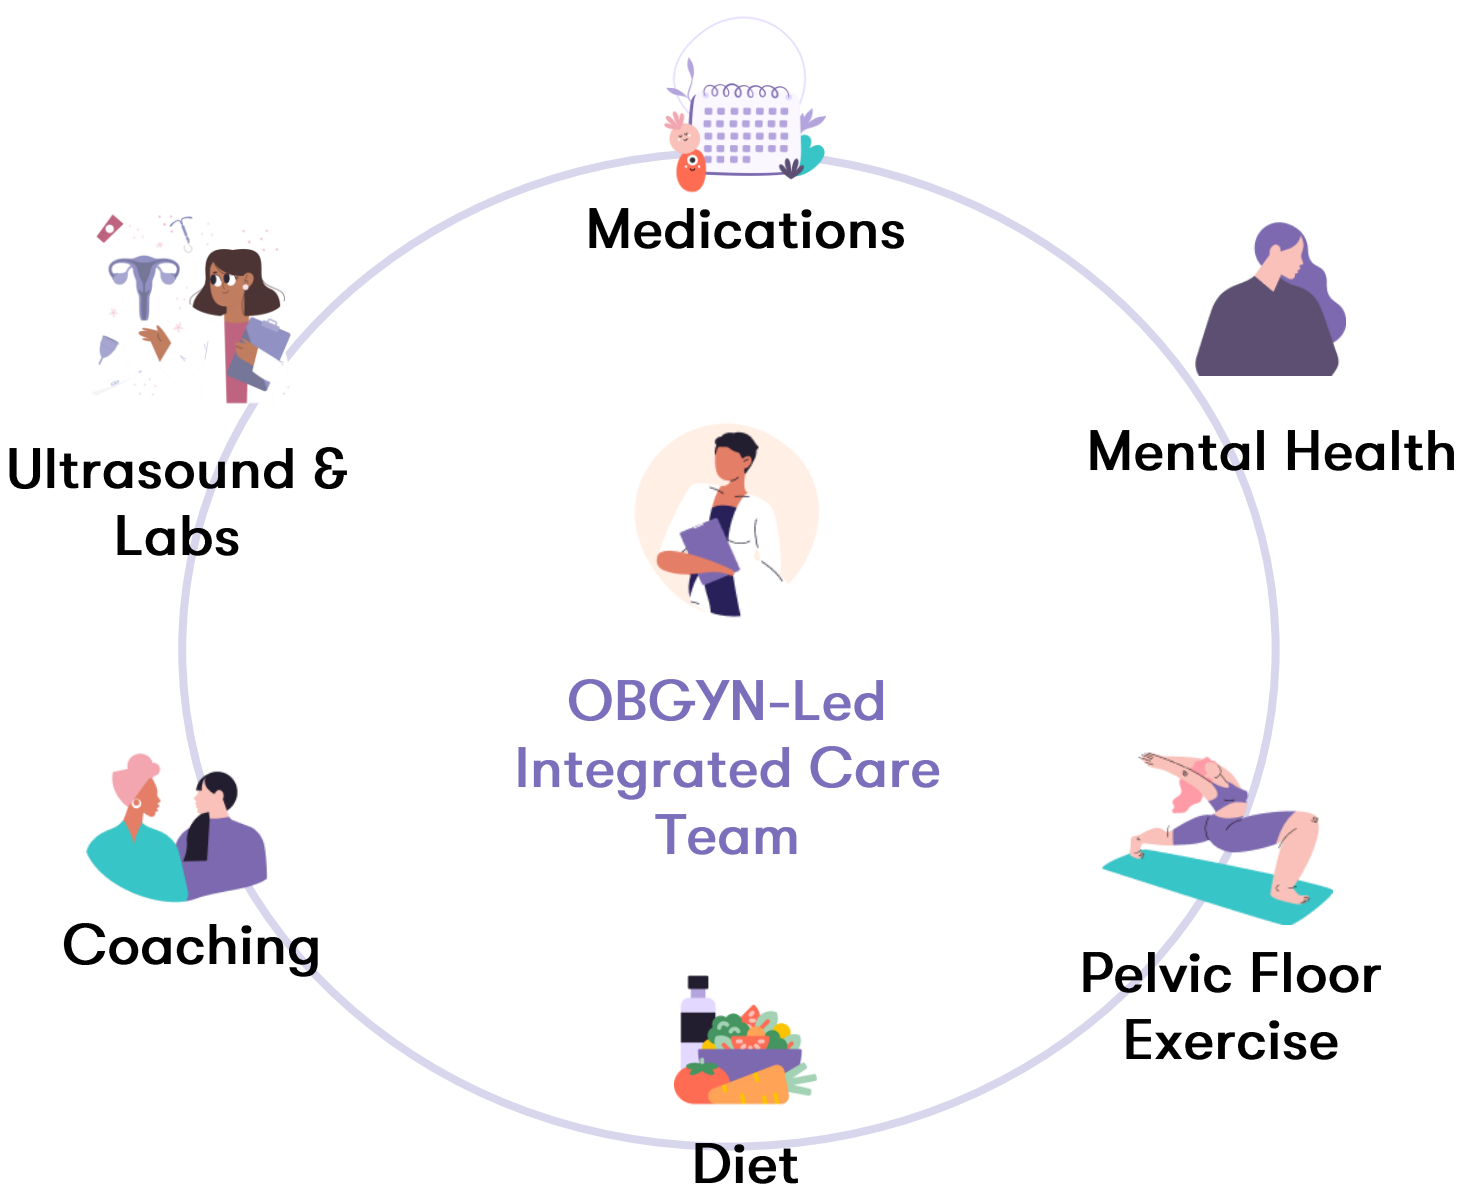 Medications
Mental Health
Ultrasound &
Labs
OBGYN-Led
Integrated Care
Team
Coaching
Pelvic Floor
Exercise
Diet